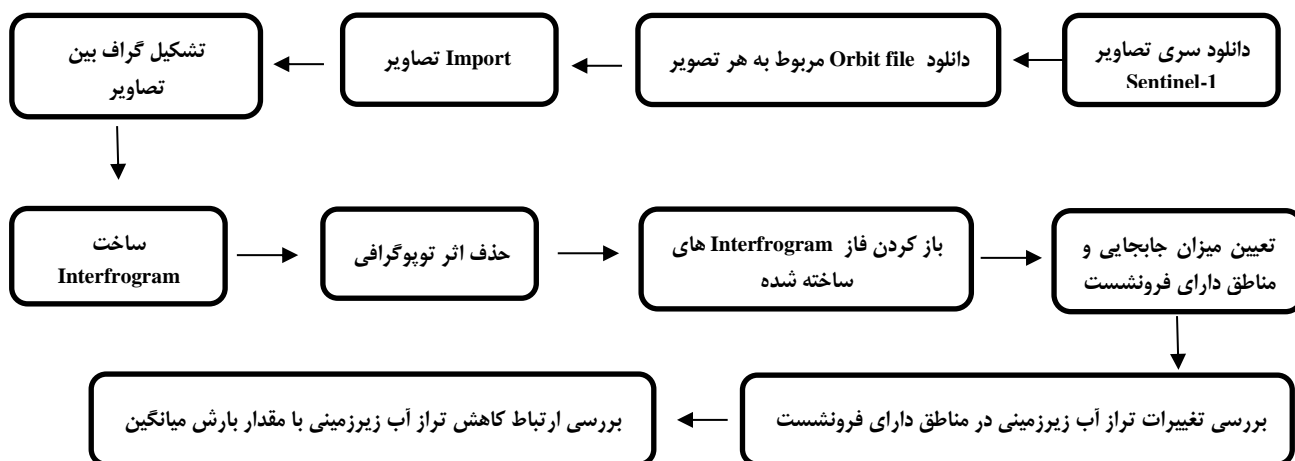 دانلود سری تصاویر
Sentinel-1
دانلود Orbit file مربوط به هر تصویر
Import تصاویر
تشکیل گراف بین
تصاویر
ساخت
Interfrogram
حذف اثر توپوگرافی
باز کردن فاز Interfrogram های
ساخته شده
تعیین میزان جابجایی و
مناطق دارای فرونشست
بررسی تغییرات تراز آب زیرزمینی در مناطق دارای فرونشست
بررسی ارتباط کاهش تراز آب زیرزمینی با مقدار بارش میانگین